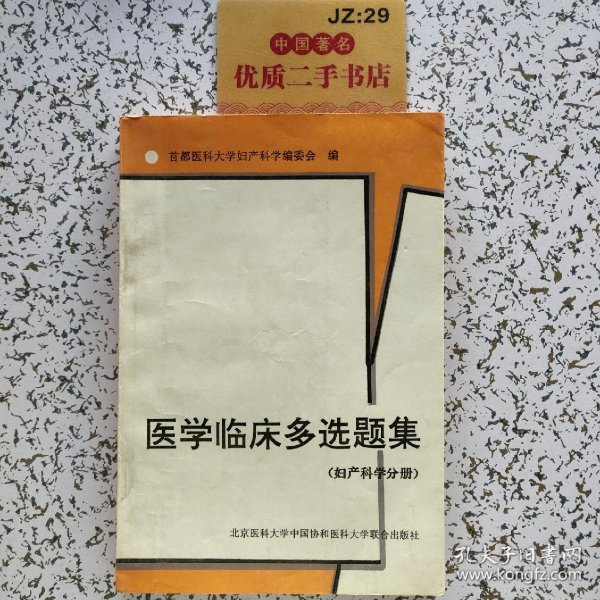 JZ:29
中国著名
优质二手书店
首都医科大学妇产科学编委会 编
医学临床多选题集
(妇产科学分册)
北京医科大学中国协和医科大学联合出版社
孔夫子旧书网
www.kongfz.com